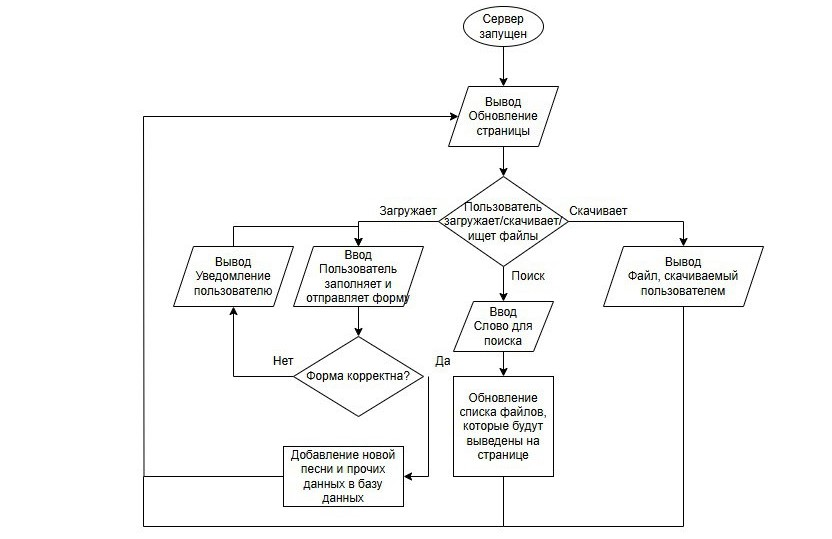 Сервер
запущен
Вывод
Обновление
страницы
Загружает
Пользователь
загружает/скачивает/
ищет файлы
Скачивает
Вывод
Уведомление
пользователю
Ввод
Пользователь
заполняет и
отправляет форму
Поиск
Вывод
Файл, скачиваемый
пользователем
Ввод
Слово для
поиска
Нет
Форма корректна?
Да
Обновление
списка файлов,
которые будут
выведены на
странице
Добавление новой
песни и прочих
данных в базу
данных